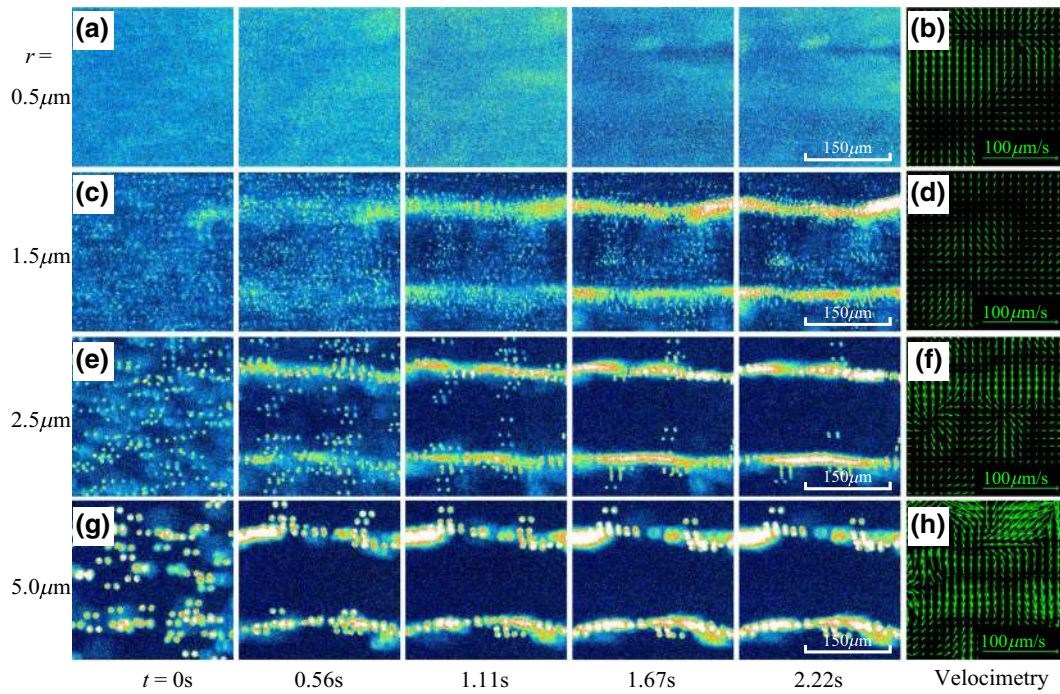 (a)
(b)
r =
0.5μm
150μm
100μm/s
(c)
(d)
1.5μm
150μm
100μm/s
(e)
(f)
2.5μm
150μm
100μm/s
(g)
(h)
5.0μm
150μm
100μm/s
t = 0s 0.56s 1.11s 1.67s 2.22s Velocimetry